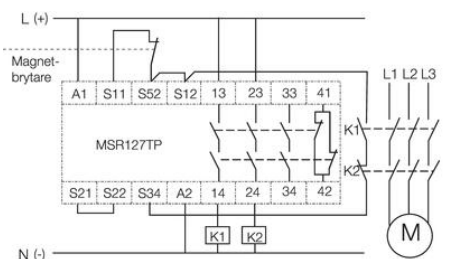 L (+)
Magnet-
brytare
A1 S11 S52 S12 13 23 33 41
L1 L2 L3
K1
MSR127TP
K2
S21 S22 S34 A2 14 24 34 42
K1 K2
M
N (-)